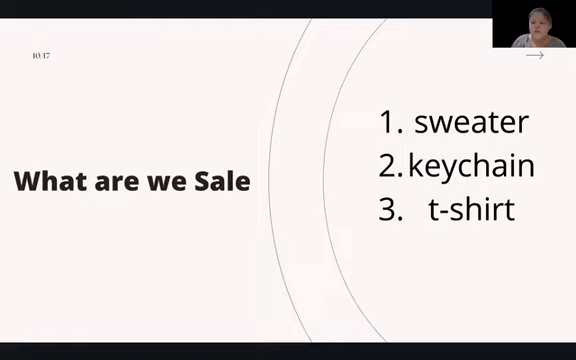 10/17
What are we Sale
1. sweater
2. keychain
3. t-shirt